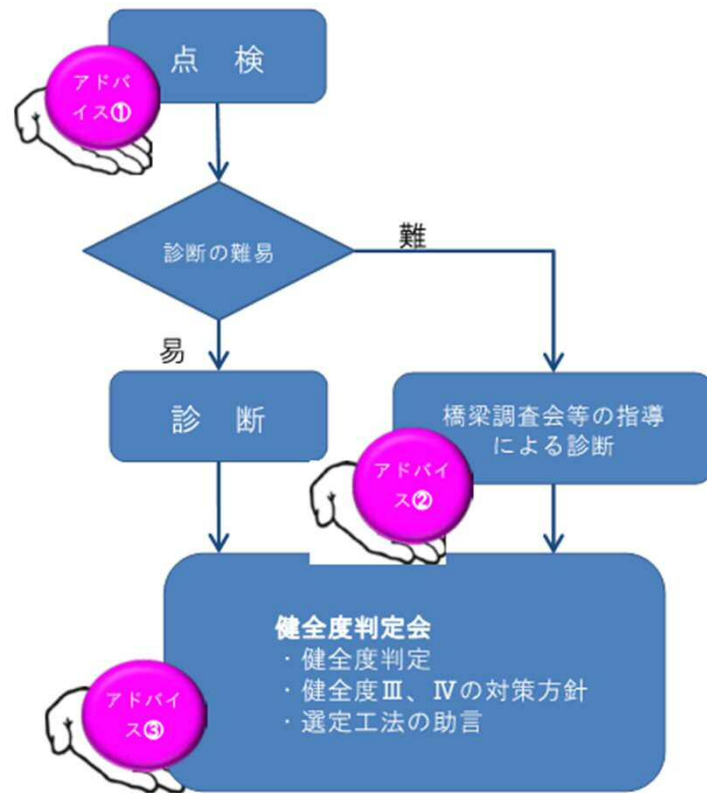 点　検
アドバ
イス①
診断の難易
難
易
診　断
橋梁調査会等の指導
による診断
アドバイ
ス②
健全度判定会
・健全度判定
・健全度Ⅲ、Ⅳの対策方針
・選定工法の助言
アドバイ
ス③